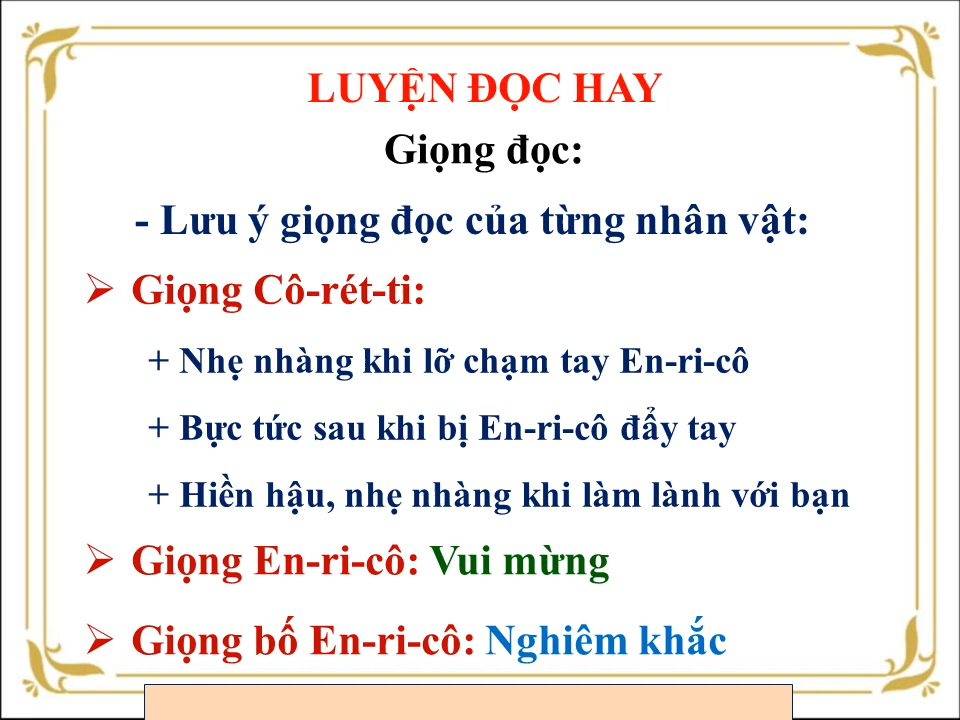 LUYỆN ĐỌC HAY
Giọng đọc:
- Lưu ý giọng đọc của từng nhân vật:
➢ Giọng Cô-rét-ti:
+ Nhẹ nhàng khi lỡ chạm tay En-ri-cô
+ Bực tức sau khi bị En-ri-cô đẩy tay
+ Hiền hậu, nhẹ nhàng khi làm lành với bạn
➢ Giọng En-ri-cô: Vui mừng
➢ Giọng bố En-ri-cô: Nghiêm khắc